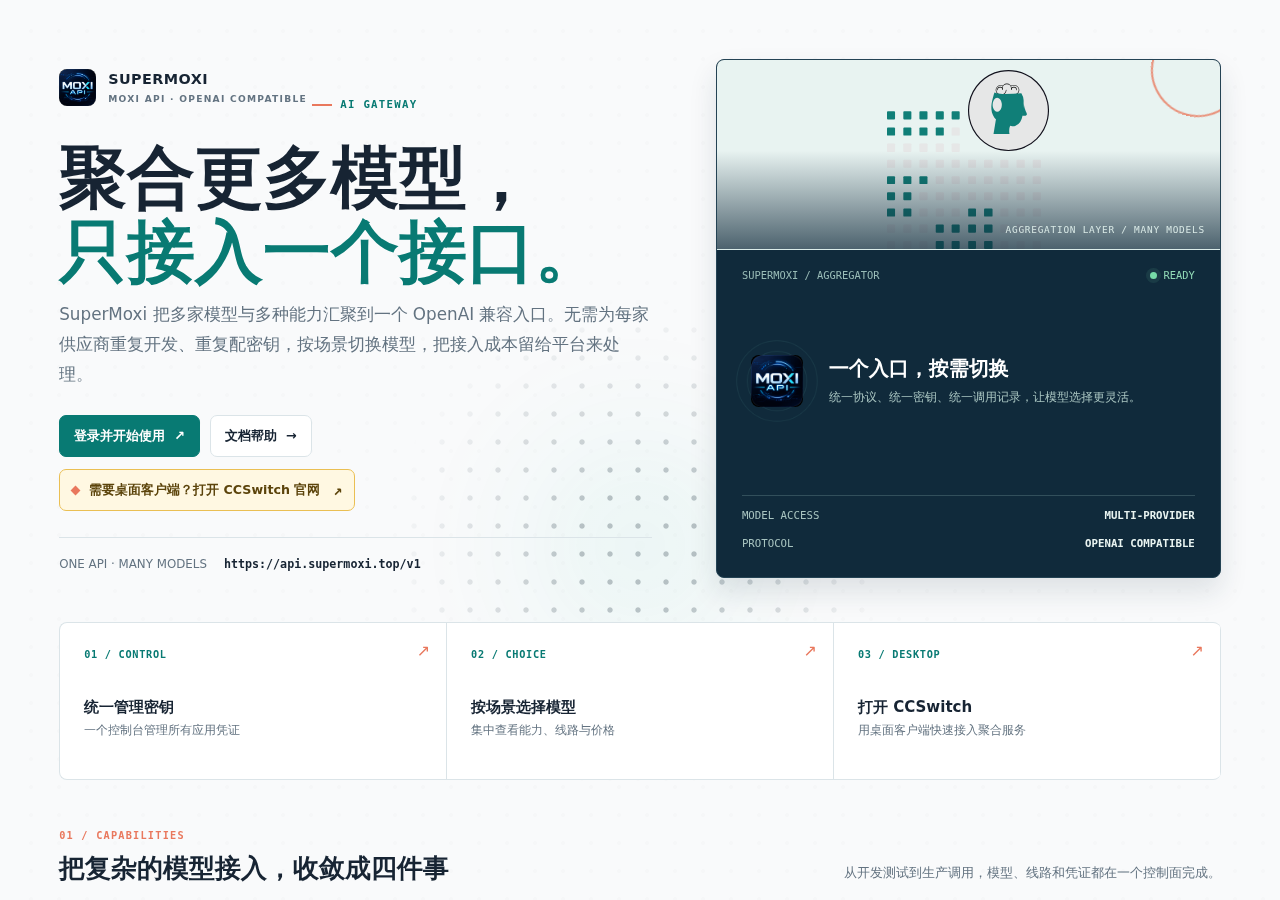 MOXI
API
SUPERMOXI
MOXI API · OPENAI COMPATIBLE
AI GATEWAY
聚合更多模型，
只接入一个接口。
SuperMoxi 把多家模型与多种能力汇聚到一个 OpenAI 兼容入口。无需为每家
供应商重复开发、重复配密钥，按场景切换模型，把接入成本留给平台来处
理。
登录并开始使用 ↗
文档帮助 →
需要桌面客户端？打开 CCSwitch 官网 ↗
ONE API · MANY MODELS https://api.supermoxi.top/v1
AGGREGATION LAYER / MANY MODELS
SUPERMOXI / AGGREGATOR
READY
MOXI
API
一个入口，按需切换
统一协议、统一密钥、统一调用记录，让模型选择更灵活。
MODEL ACCESS MULTI-PROVIDER
PROTOCOL OPENAI COMPATIBLE
01 / CONTROL ↗
统一管理密钥
一个控制台管理所有应用凭证
02 / CHOICE ↗
按场景选择模型
集中查看能力、线路与价格
03 / DESKTOP ↗
打开 CCSwitch
用桌面客户端快速接入聚合服务
01 / CAPABILITIES
把复杂的模型接入，收敛成四件事
从开发测试到生产调用，模型、线路和凭证都在一个控制面完成。